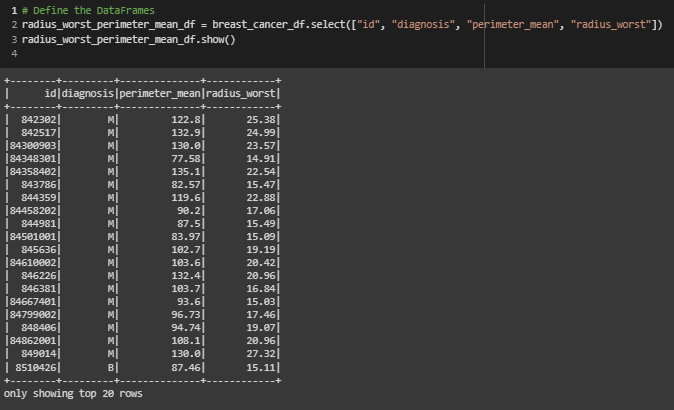 1 # Define the DataFrames
2 radius_worst_perimeter_mean_df = breast_cancer_df.select(["id", "diagnosis", "perimeter_mean", "radius_worst"])
3 radius_worst_perimeter_mean_df.show()
4
+--------+---------+--------------+------------+
|      id|diagnosis|perimeter_mean|radius_worst|
+--------+---------+--------------+------------+
|  842302|        M|         122.8|       25.38|
|  842517|        M|         132.9|       24.99|
|84300903|        M|         130.0|       23.57|
|84348301|        M|         77.58|       14.91|
|84358402|        M|         135.1|       22.54|
|  843786|        M|         82.57|       15.47|
|  844359|        M|         119.6|       22.88|
|84458202|        M|          90.2|       17.06|
|  844981|        M|          87.5|       15.49|
|84501001|        M|         83.97|       15.09|
|  845636|        M|         102.7|       19.19|
|84610002|        M|         103.6|       20.42|
|  846226|        M|         132.4|       20.96|
|  846381|        M|         103.7|       16.84|
|84667401|        M|          93.6|       15.03|
|84799002|        M|         96.73|       17.46|
|  848406|        M|         94.74|       19.07|
|84862001|        M|         108.1|       20.96|
|  849014|        M|         130.0|       27.32|
| 8510426|        B|         87.46|       15.11|
+--------+---------+--------------+------------+
only showing top 20 rows